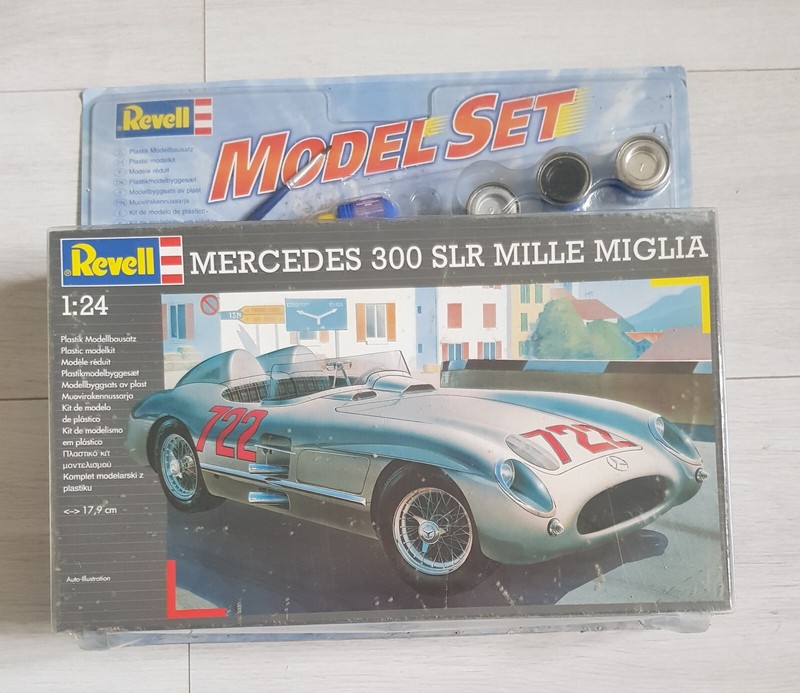 Revell
MODEL SET
Plastik Modellbausatz
Plastic modelkit
Modèle réduit
Plastikmodelbyggesæt
Modellbyggsats av plast
Muovirakennussarja
Kit de modelo de plástico -
Revell
MERCEDES 300 SLR MILLE MIGLIA
1:24
Plastik Modellbausatz
Plastic modelkit
Modèle réduit
Plastikmodelbyggesæt
Modellbyggsats av plast
Muovirakennussarja
Kit de modelo
de plástico
Kit de modelismo
em plástico
Πλαστικό κιτ
μοντελισμού
Komplet modelarski z
plastiku
<--> 17,9 cm
Auto-Illustration
722
722